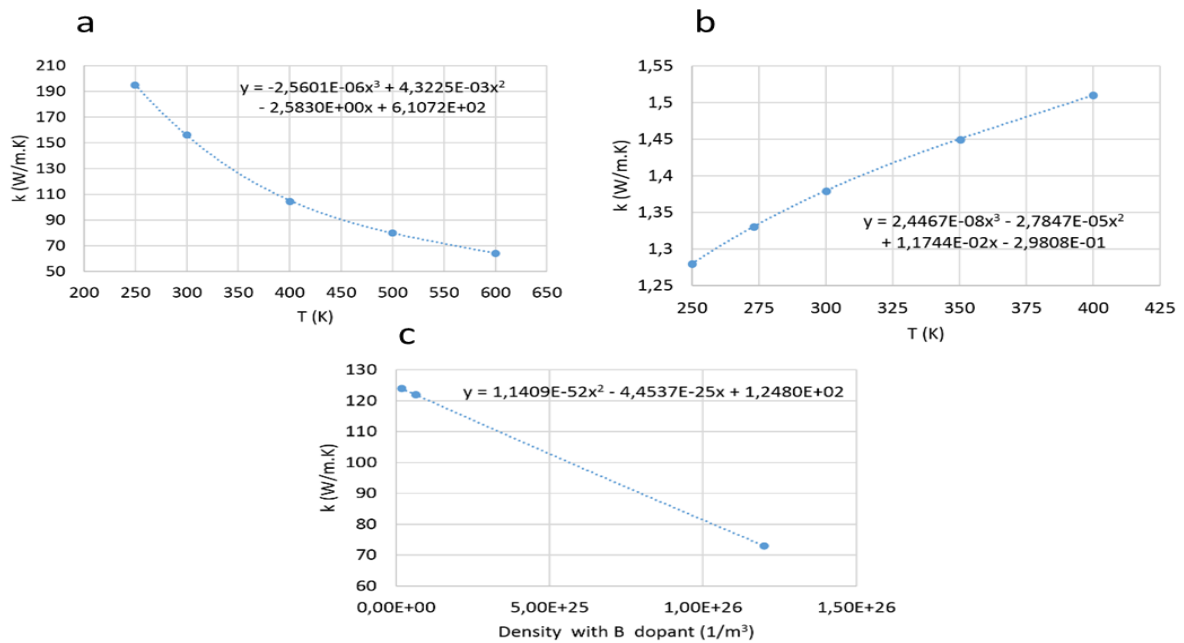 a
k (W/m.K)
210
190
170
150
130
110
90
70
50
y = -2,5601E-06x³ + 4,3225E-03x²
- 2,5830E+00x + 6,1072E+02
200 250 300 350 400 450 500 550 600 650
T (K)
b
k (W/m.K)
1,55
1,5
1,45
1,4
1,35
1,3
1,25
y = 2,4467E-08x³ - 2,7847E-05x²
+ 1,1744E-02x - 2,9808E-01
250 275 300 325 350 375 400 425
T (K)
c
k (W/m.K)
130
120
110
100
90
80
70
60
y = 1,1409E-52x² - 4,4537E-25x + 1,2480E+02
0,00E+00 5,00E+25 1,00E+26 1,50E+26
Density with B dopant (1/m³)